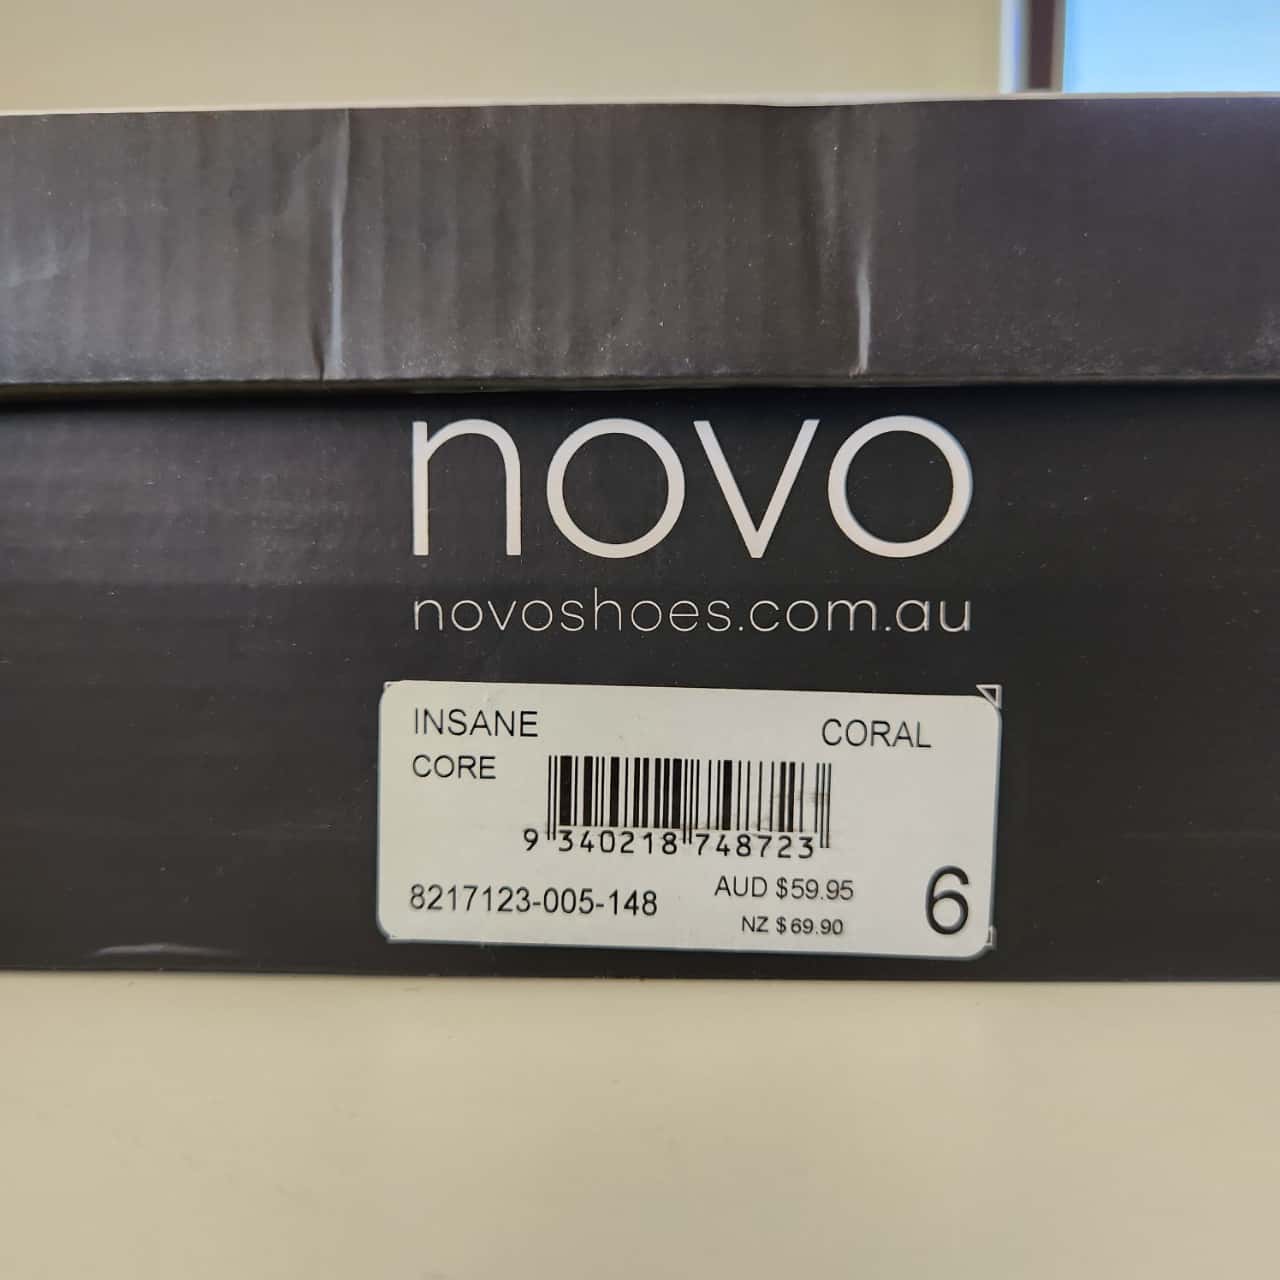 novo
novoshoes.com.au
INSANE CORAL
CORE
9 340218 748723
8217123-005-148 AUD $59.95
NZ $69.90
6